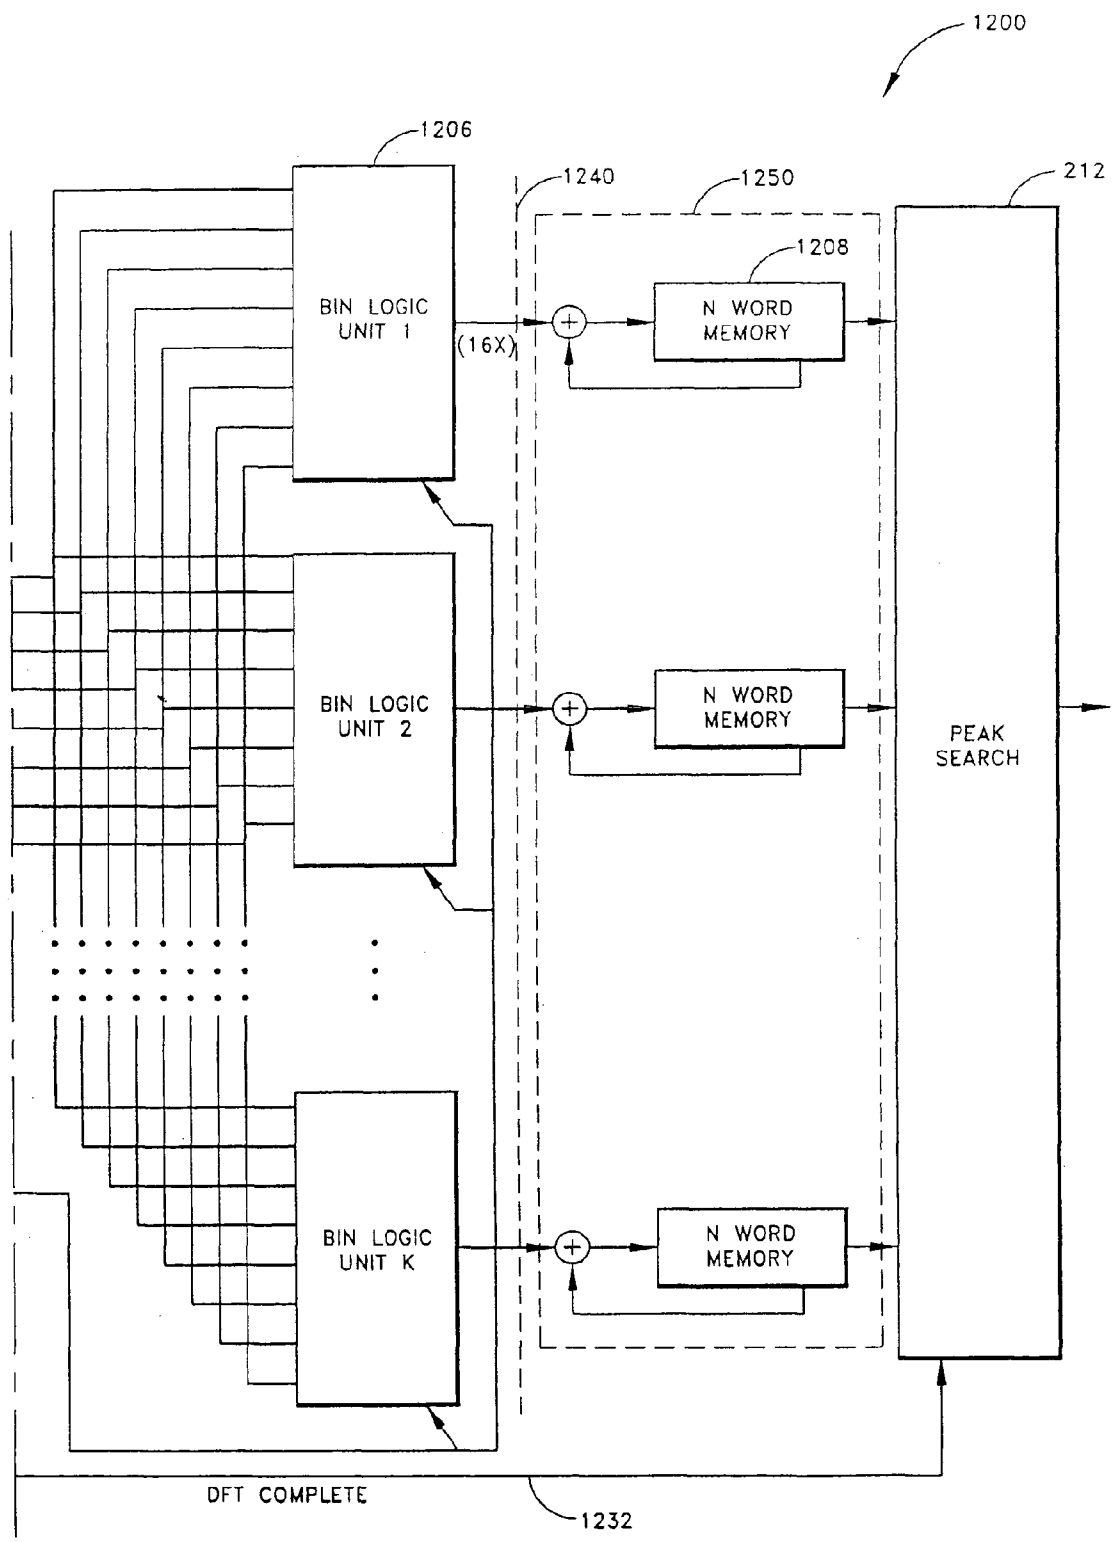 1200
1206
1240
1250
212
1208
BIN LOGIC
UNIT 1
(16X)
N WORD
MEMORY
BIN LOGIC
UNIT 2
N WORD
MEMORY
PEAK
SEARCH
BIN LOGIC
UNIT K
N WORD
MEMORY
DFT COMPLETE
1232